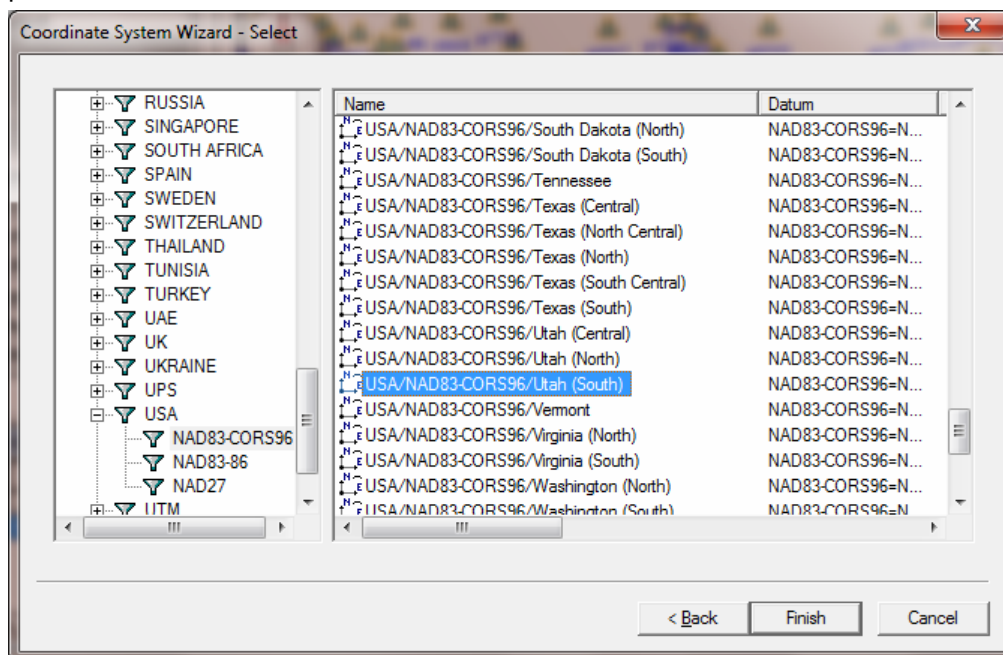 Coordinate System Wizard - Select
RUSSIA
SINGAPORE
SOUTH AFRICA
SPAIN
SWEDEN
SWITZERLAND
THAILAND
TUNISIA
TURKEY
UAE
UK
UKRAINE
UPS
USA
NAD83-CORS96
NAD83-86
NAD27
UTM
Name Datum
USA/NAD83-CORS96/South Dakota (North) NAD83-CORS96=N...
USA/NAD83-CORS96/South Dakota (South) NAD83-CORS96=N...
USA/NAD83-CORS96/Tennessee NAD83-CORS96=N...
USA/NAD83-CORS96/Texas (Central) NAD83-CORS96=N...
USA/NAD83-CORS96/Texas (North Central) NAD83-CORS96=N...
USA/NAD83-CORS96/Texas (North) NAD83-CORS96=N...
USA/NAD83-CORS96/Texas (South Central) NAD83-CORS96=N...
USA/NAD83-CORS96/Texas (South) NAD83-CORS96=N...
USA/NAD83-CORS96/Utah (Central) NAD83-CORS96=N...
USA/NAD83-CORS96/Utah (North) NAD83-CORS96=N...
USA/NAD83-CORS96/Utah (South) NAD83-CORS96=N...
USA/NAD83-CORS96/Vermont NAD83-CORS96=N...
USA/NAD83-CORS96/Virginia (North) NAD83-CORS96=N...
USA/NAD83-CORS96/Virginia (South) NAD83-CORS96=N...
USA/NAD83-CORS96/Washington (North) NAD83-CORS96=N...
USA/NAD83-CORS96/Washington (South) NAD83-CORS96=N...
< Back Finish Cancel